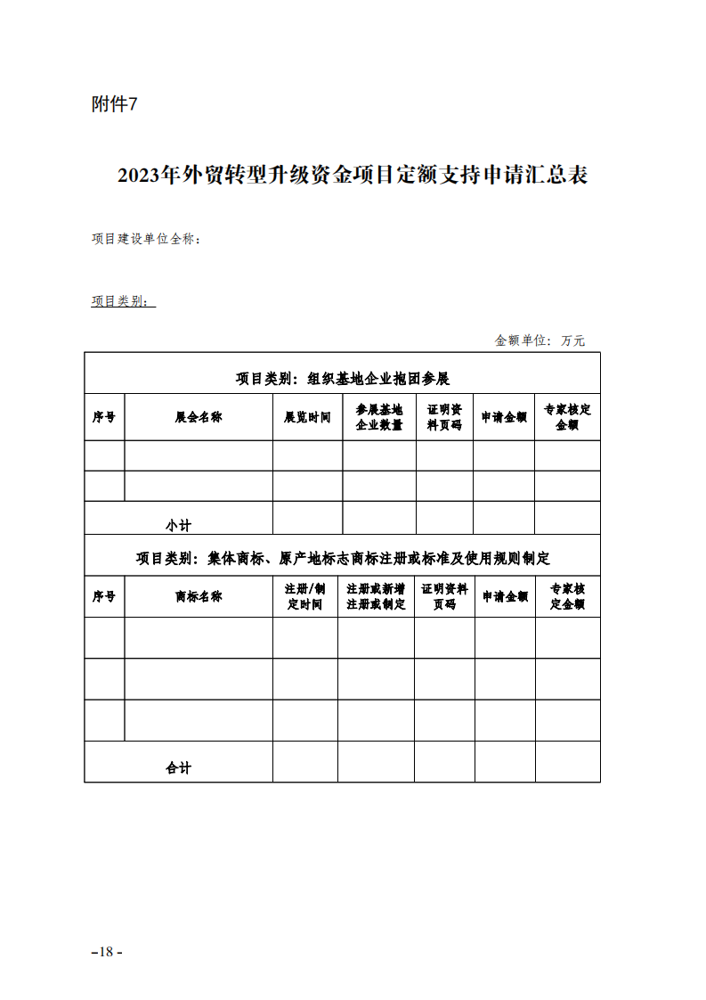 附件7
2023年外贸转型升级资金项目定额支持申请汇总表
项目建设单位全称：
项目类别：
金额单位：万元
项目类别：组织基地企业抱团参展
序号 展会名称 展览时间 参展基地企业数量 证明资料页码 申请金额 专家核定金额
小计
项目类别：集体商标、原产地标志商标注册或标准及使用规则制定
序号 商标名称 注册/制定时间 注册或新增注册或制定 证明资料页码 申请金额 专家核定金额
合计
–18 -